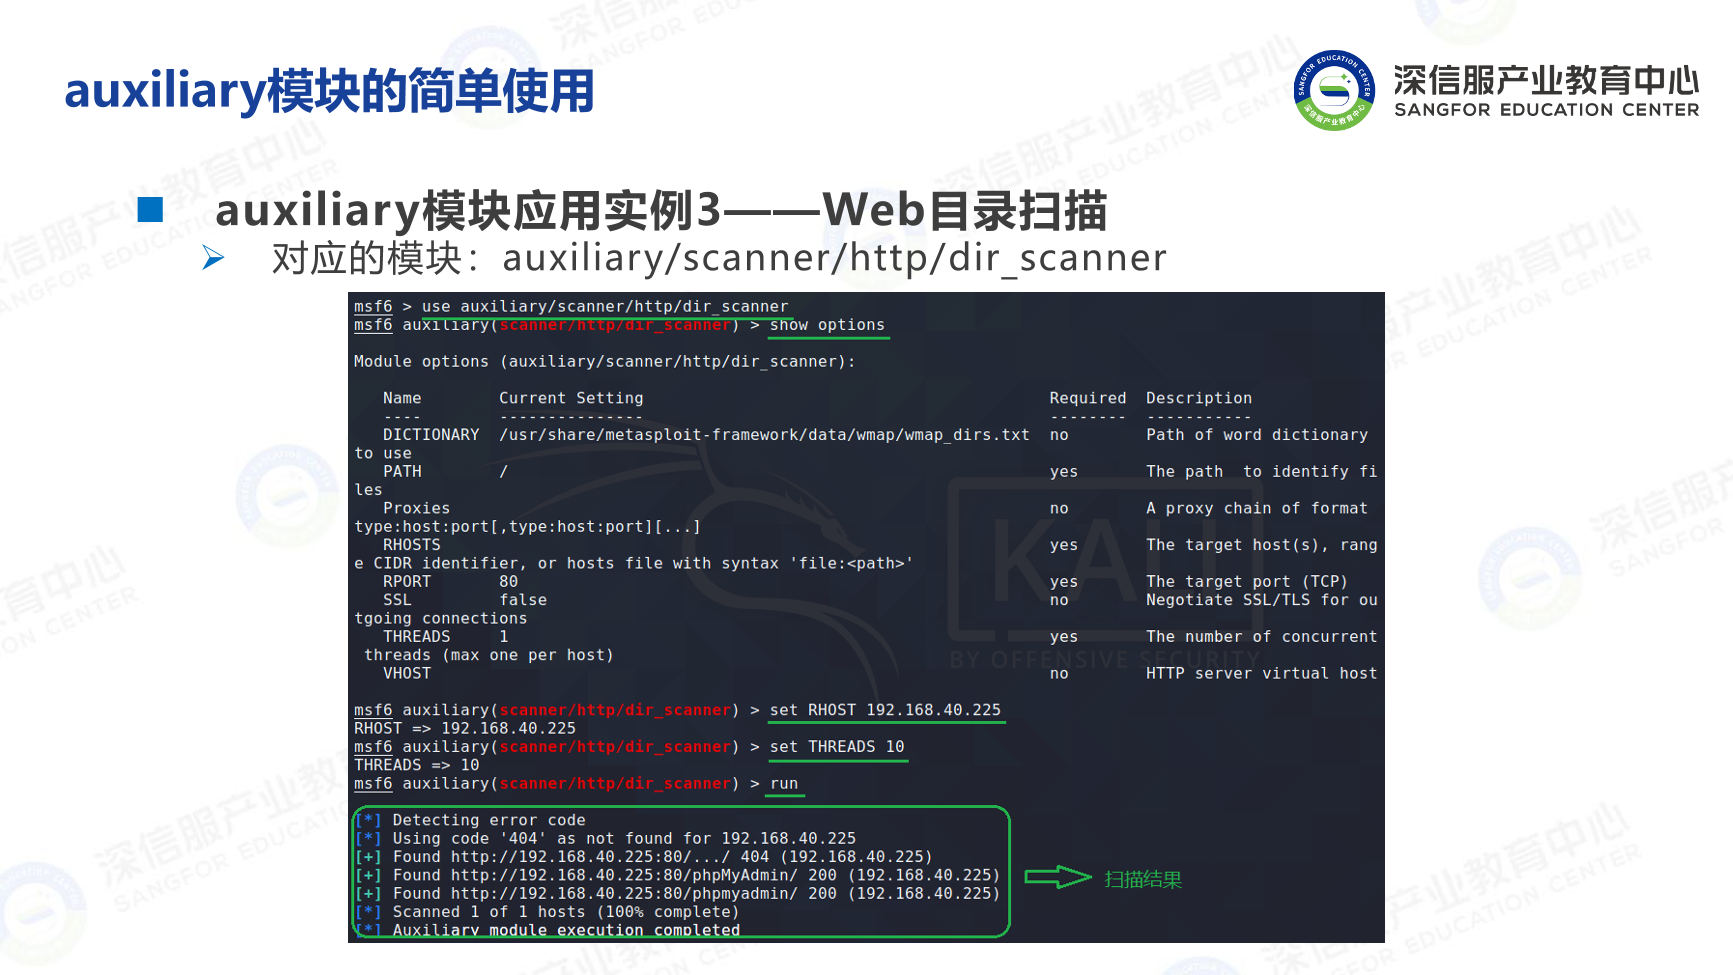 auxiliary模块的简单使用
深信服产业教育中心
SANGFOR EDUCATION CENTER
auxiliary模块应用实例3——Web目录扫描
对应的模块：auxiliary/scanner/http/dir_scanner
msf6 > use auxiliary/scanner/http/dir_scanner
msf6 auxiliary(scanner/http/dir_scanner) > show options
Module options (auxiliary/scanner/http/dir_scanner):
Name Current Setting Required Description
---- --------------- -------- -----------
DICTIONARY /usr/share/metasploit-framework/data/wmap/wmap_dirs.txt no Path of word dictionary
to use
PATH / yes The path  to identify fi
les
Proxies no A proxy chain of format
type:host:port[,type:host:port][...]
RHOSTS yes The target host(s), rang
e CIDR identifier, or hosts file with syntax 'file:<path>'
RPORT 80 yes The target port (TCP)
SSL false no Negotiate SSL/TLS for ou
tgoing connections
THREADS 1 yes The number of concurrent
threads (max one per host)
VHOST no HTTP server virtual host
msf6 auxiliary(scanner/http/dir_scanner) > set RHOST 192.168.40.225
RHOST => 192.168.40.225
msf6 auxiliary(scanner/http/dir_scanner) > set THREADS 10
THREADS => 10
msf6 auxiliary(scanner/http/dir_scanner) > run
[*] Detecting error code
[*] Using code '404' as not found for 192.168.40.225
[+] Found http://192.168.40.225:80/.../ 404 (192.168.40.225)
[+] Found http://192.168.40.225:80/phpMyAdmin/ 200 (192.168.40.225)
[+] Found http://192.168.40.225:80/phpmyadmin/ 200 (192.168.40.225)
[*] Scanned 1 of 1 hosts (100% complete)
[*] Auxiliary module execution completed
扫描结果
KALI
BY OFFENSIVE SECURITY